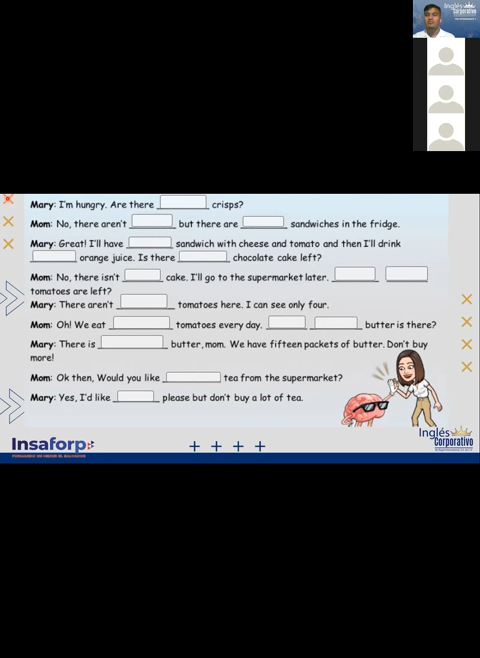 Inglés
Corporativo
Mary: I'm hungry. Are there crisps?
Mom: No, there aren't but there are sandwiches in the fridge.
Mary: Great! I'll have sandwich with cheese and tomato and then I'll drink
orange juice. Is there chocolate cake left?
Mom: No, there isn't cake. I'll go to the supermarket later.
tomatoes are left?
Mary: There aren't tomatoes here. I can see only four.
Mom: Oh! We eat tomatoes every day. butter is there?
Mary: There is butter, mom. We have fifteen packets of butter. Don't buy
more!
Mom: Ok then, Would you like tea from the supermarket?
Mary: Yes, I'd like please but don't buy a lot of tea.
Insaforp
FORMANDO UN MEJOR EL SALVADOR
Inglés
Corporativo